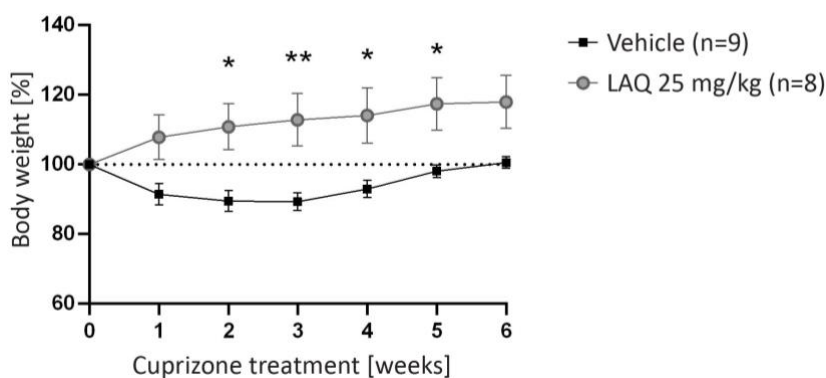 140
120
100
80
60
Body weight [%]
* ** * *
0 1 2 3 4 5 6
Cuprizone treatment [weeks]
Vehicle (n=9)
LAQ 25 mg/kg (n=8)